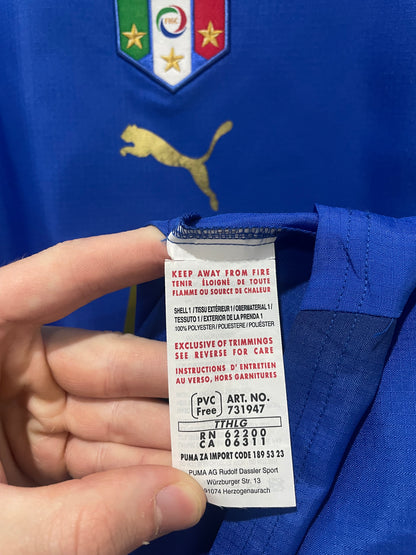 FIGC
KEEP AWAY FROM FIRE
TENIR ÉLOIGNÉ DE TOUTE
FLAMME OU SOURCE DE CHALEUR
SHELL 1 / TISSU EXTÉRIEUR 1 / OBERMATERIAL 1 /
TESSUTO 1 / EXTERIOR DE LA PRENDA 1
100% POLYESTER / POLIESTERE / POLIÉSTER
EXCLUSIVE OF TRIMMINGS
SEE REVERSE FOR CARE
INSTRUCTIONS D'ENTRETIEN
AU VERSO, HORS GARNITURES
PVC Free
ART. NO.
731947
TTHLG
RN 62200
CA 06311
PUMA ZA IMPORT CODE 189 53 23
PUMA AG Rudolf Dassler Sport
Würzburger Str. 13
91074 Herzogenaurach